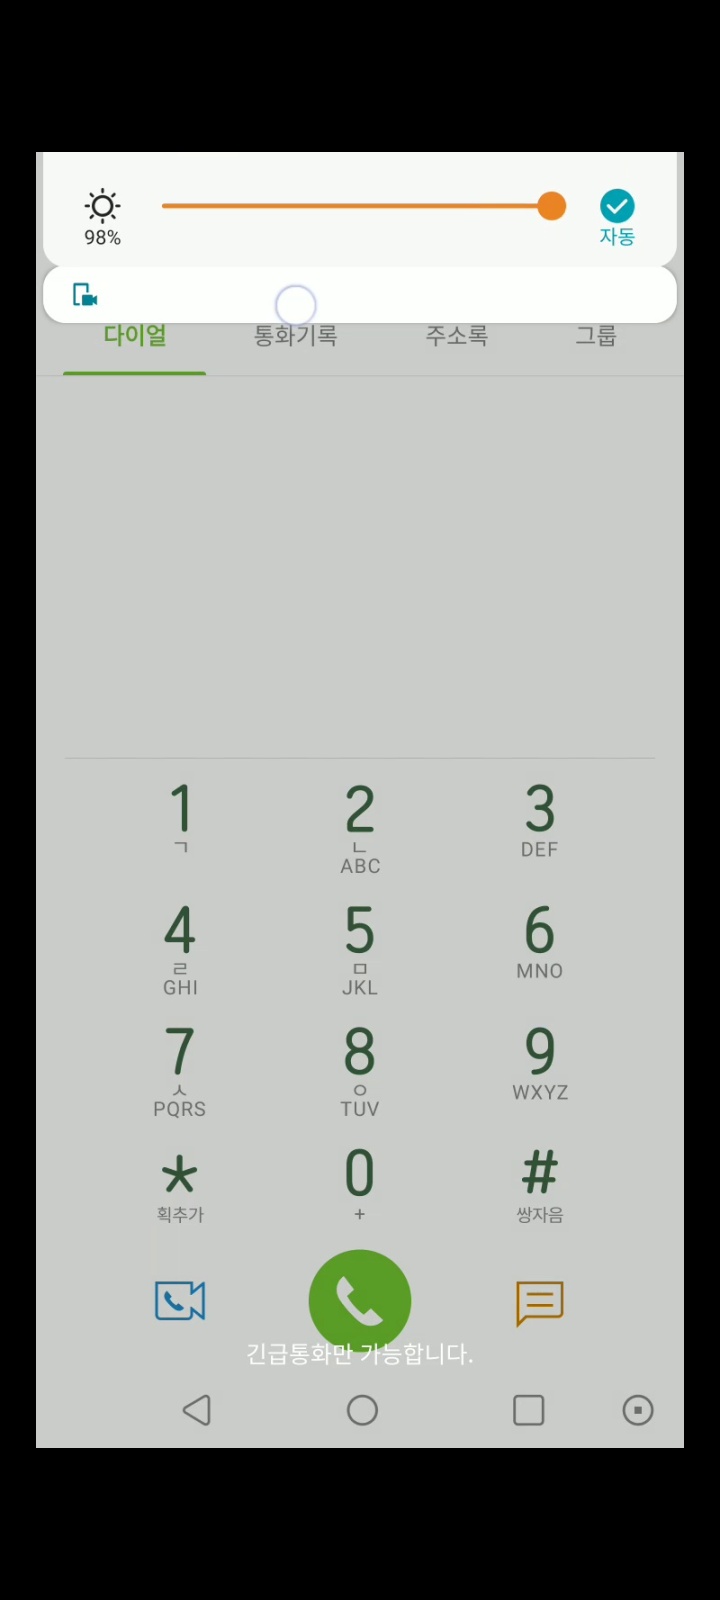 98%
자동
다이얼 통화기록 주소록 그룹
1 2 3
ㄱ ㄴ DEF
ABC
4 5 6
ㄹ ㅁ MNO
GHI JKL
7 8 9
ㅅ ㅇ WXYZ
PQRS TUV
* 0 #
획추가 + 쌍자음
긴급통화만 가능합니다.